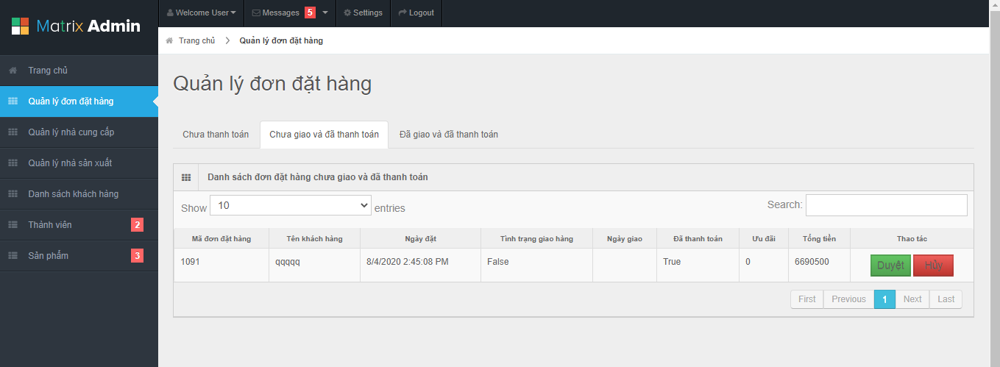 Matrix Admin
Welcome User
Messages 5
Settings
Logout
Trang chủ
Quản lý đơn đặt hàng
Quản lý nhà cung cấp
Quản lý nhà sản xuất
Danh sách khách hàng
Thành viên 2
Sản phẩm 3
Trang chủ > Quản lý đơn đặt hàng
Quản lý đơn đặt hàng
Chưa thanh toán Chưa giao và đã thanh toán Đã giao và đã thanh toán
Danh sách đơn đặt hàng chưa giao và đã thanh toán
Show 10 entries Search:
Mã đơn đặt hàng Tên khách hàng Ngày đặt Tình trạng giao hàng Ngày giao Đã thanh toán Ưu đãi Tổng tiền Thao tác
1091 qqqqq 8/4/2020 2:45:08 PM False True 0 6690500 Duyệt Hủy
First Previous 1 Next Last